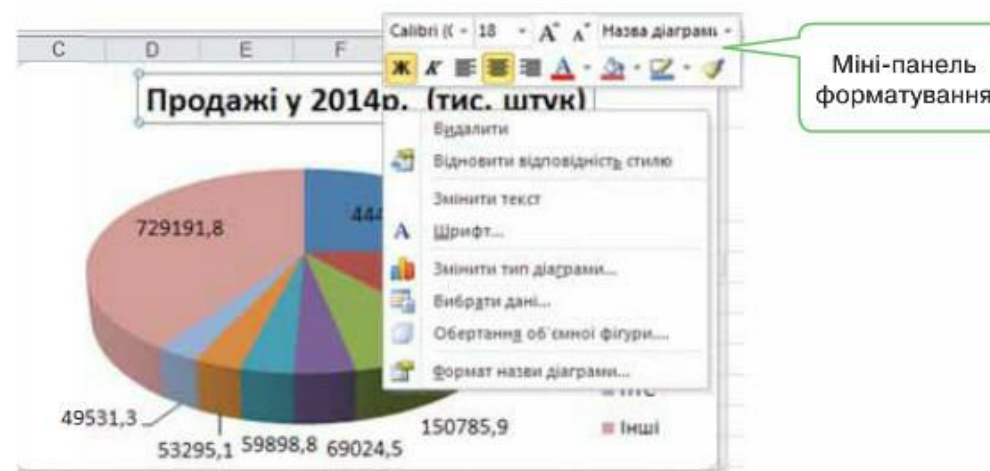 Calibri (С 18 А А Назва діаграмі
Ж К А
Міні-панель
форматування
C D E F
Продажі у 2014р. (тис. штук)
Видалити
Відновити відповідність стилю
Змінити текст
А Шрифт...
Змінити тип діаграми...
Вибрати дані...
Обертання об'ємної фігури...
Формат назви діаграми...
729191,8
444
49531,3
53295,1
59898,8
69024,5
150785,9
Інші